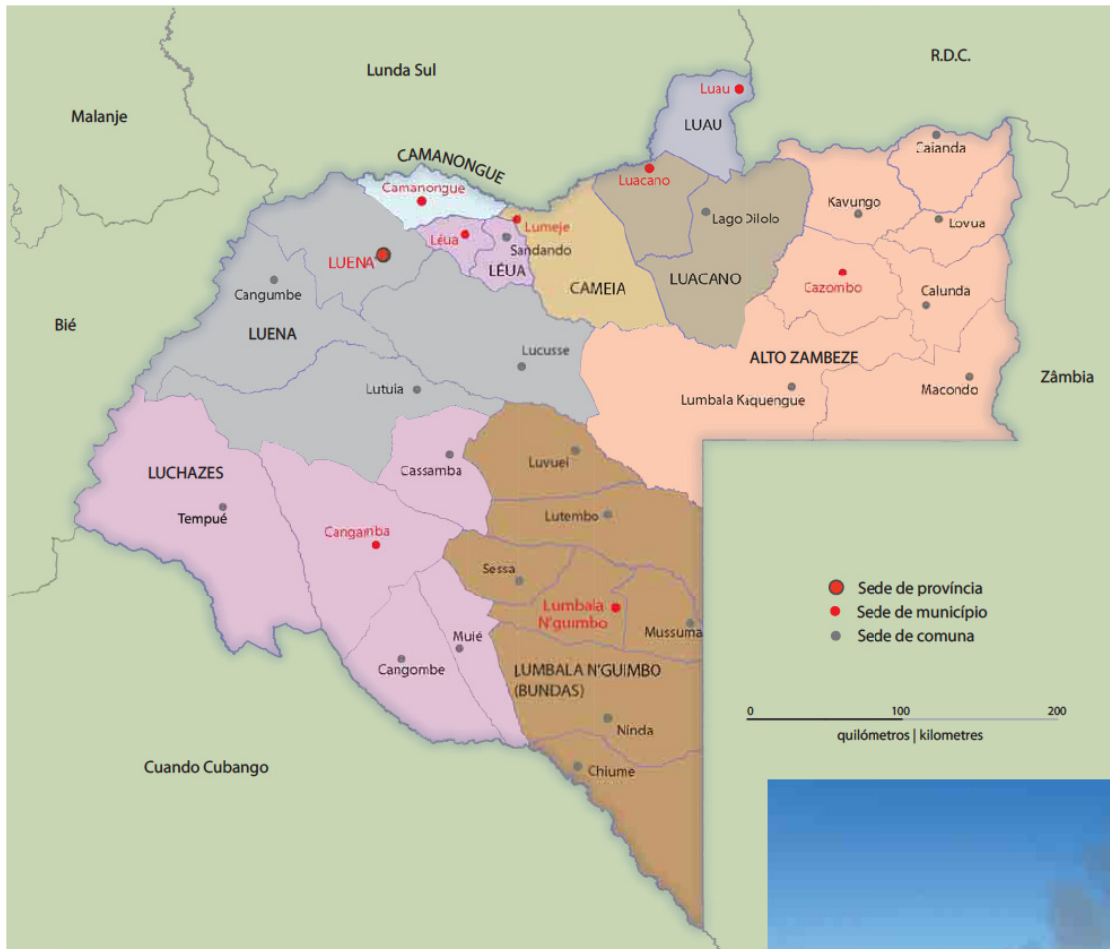 R.D.C.
Lunda Sul
Malanje
Luau
LUAU
CAMANONGUE
Caianda
Camanongue
Luacano
Kavungo
Lago Dilolo
Lovua
Lumeje
Léua
Sandando
LUENA
LÉUA
CAMEIA
LUACANO
Cazombo
Cangumbe
Calunda
Bié
LUENA
Lucusse
ALTO ZAMBEZE
Zâmbia
Lutuia
Lumbala Kaquengue
Macondo
LUCHAZES
Cassamba
Luvuei
Tempué
Lutembo
Cangamba
Sessa
Lumbala
N'guimbo
Mussuma
Muié
Cangombe
LUMBALA N'GUIMBO
(BUNDAS)
Ninda
Chiume
Cuando Cubango
Sede de província
Sede de município
Sede de comuna
0 100 200
quilómetros | kilometres